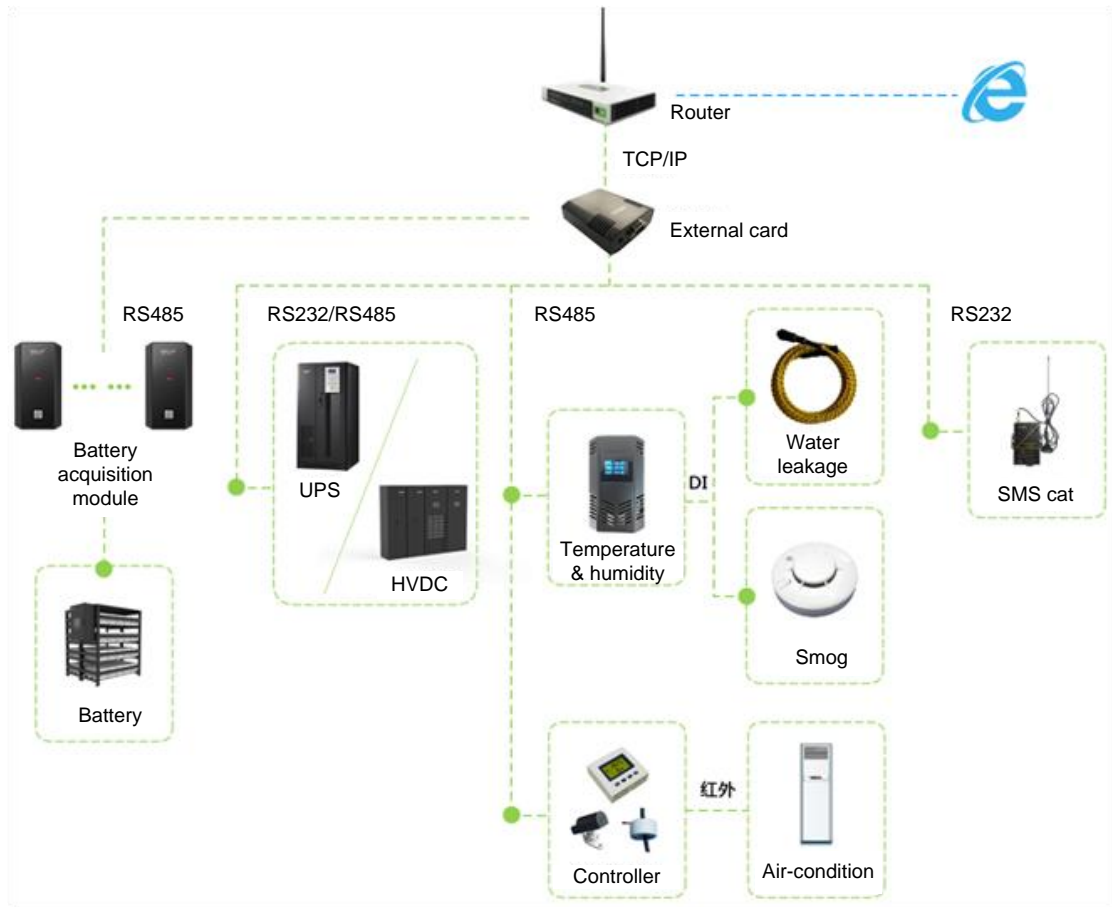 Router
TCP/IP
External card
RS485
RS232/RS485
RS485
RS232
Battery
acquisition
module
UPS
HVDC
Temperature
& humidity
DI
Water
leakage
SMS cat
Smog
Battery
Controller
红外
Air-condition